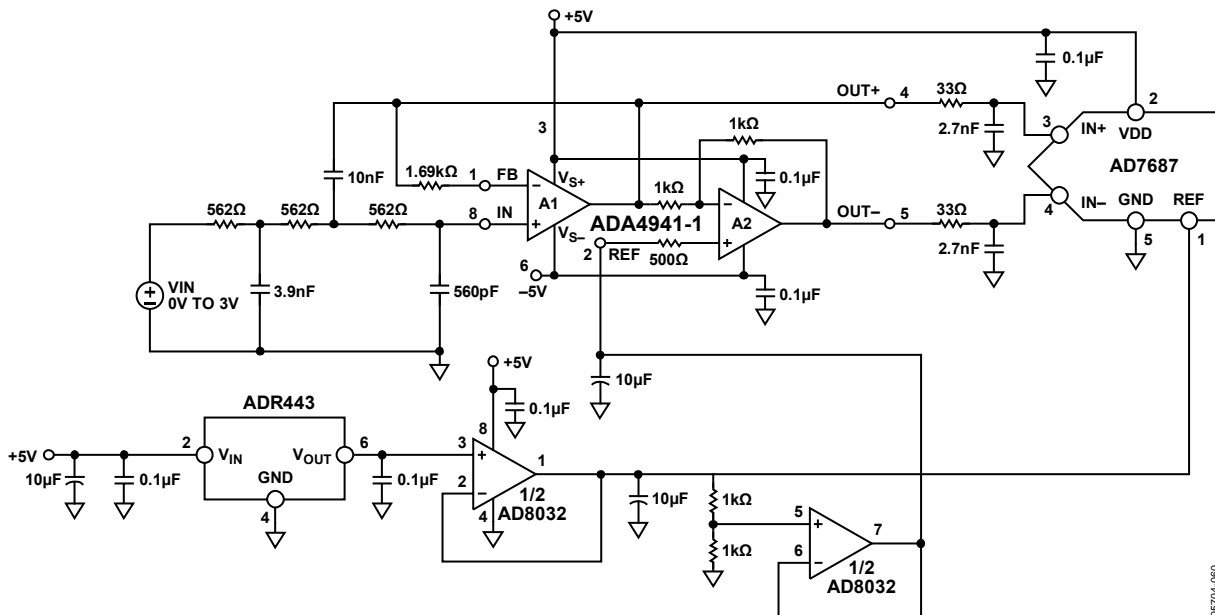 +5V
0.1µF
OUT+ 4
33Ω
2
3
1kΩ
2.7nF
3
IN+
VDD
10nF
1.69kΩ
1
FB
VS+
0.1µF
AD7687
562Ω
562Ω
562Ω
8
IN
A1
1kΩ
ADA4941-1
A2
OUT–
5
33Ω
4
IN–
GND
REF
VS–
2
REF
500Ω
5
1
VIN
0V TO 3V
3.9nF
560pF
6
–5V
0.1µF
2.7nF
+5V
10µF
ADR443
0.1µF
8
+5V
2
VIN
VOUT
6
3
1
10µF
0.1µF
GND
0.1µF
2
1/2
AD8032
10µF
1kΩ
4
4
1kΩ
5
7
6
1/2
AD8032